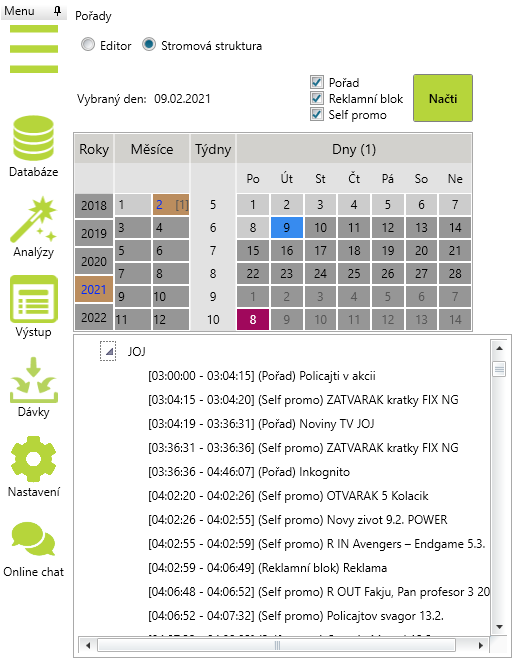 Menu
Pořady
Editor Stromová struktura
Vybraný den: 09.02.2021
Pořad
Reklamní blok
Self promo
Načti
Databáze
Analýzy
Výstup
Dávky
Nastavení
Online chat
Roky Měsíce Týdny Dny (1)
Po Út St Čt Pá So Ne
2018 1 2 [1] 5 1 2 3 4 5 6 7
2019 3 4 6 8 9 10 11 12 13 14
2020 5 6 7 15 16 17 18 19 20 21
2021 7 8 8 22 23 24 25 26 27 28
2022 9 10 9 1 2 3 4 5 6 7
11 12 10 8 9 10 11 12 13 14
JOJ
[03:00:00 - 03:04:15] (Pořad) Policajti v akcii
[03:04:15 - 03:04:20] (Self promo) ZATVARAK kratky FIX NG
[03:04:19 - 03:36:31] (Pořad) Noviny TV JOJ
[03:36:31 - 03:36:36] (Self promo) ZATVARAK kratky FIX NG
[03:36:36 - 04:46:07] (Pořad) Inkognito
[04:02:20 - 04:02:26] (Self promo) OTVARAK 5 Kolacik
[04:02:26 - 04:02:55] (Self promo) Novy zivot 9.2. POWER
[04:02:55 - 04:02:59] (Self promo) R IN Avengers – Endgame 5.3.
[04:02:59 - 04:06:49] (Reklamní blok) Reklama
[04:06:48 - 04:06:52] (Self promo) R OUT Fakju, Pan profesor 3 20
[04:06:52 - 04:07:32] (Self promo) Policajtov svagor 13.2.